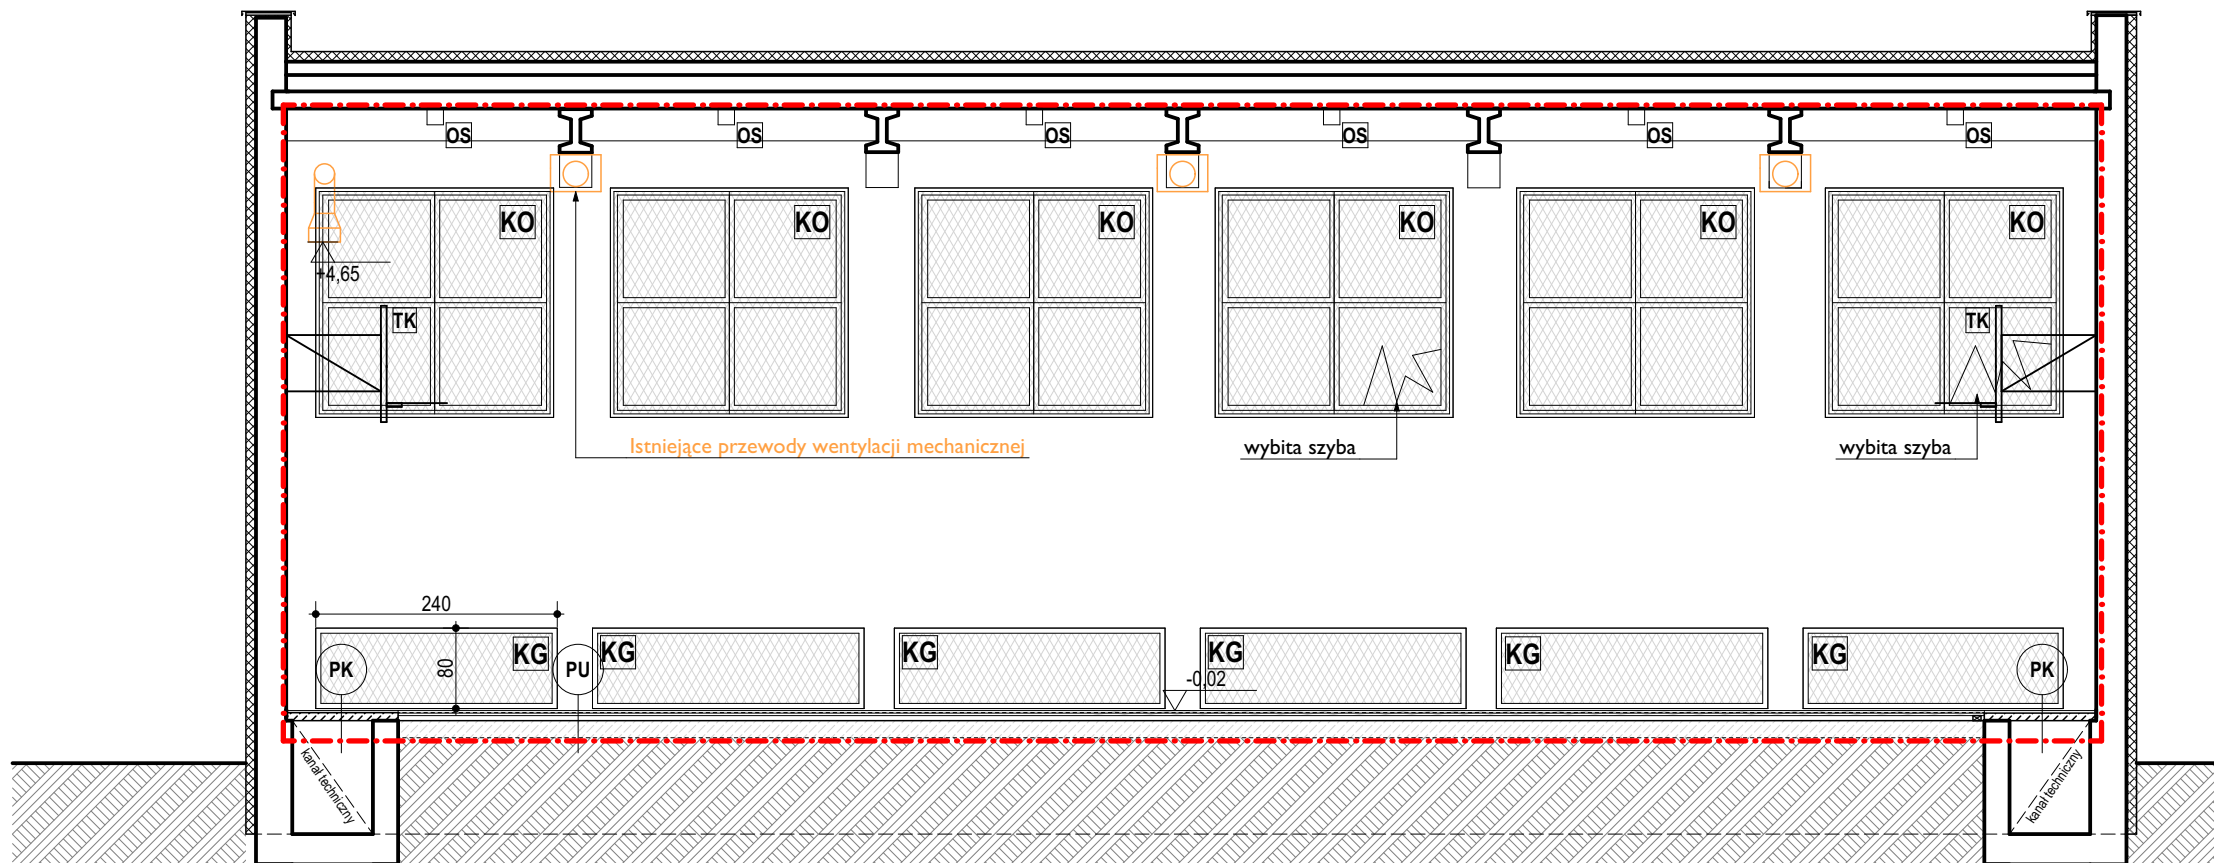 OS
OS
OS
OS
OS
OS
KO
KO
KO
KO
KO
KO
+4,65
TK
TK
Istniejące przewody wentylacji mechanicznej
wybita szyba
wybita szyba
240
80
KG
KG
KG
KG
KG
KG
PK
PU
PK
-0,02
kanał techniczny
kanał techniczny